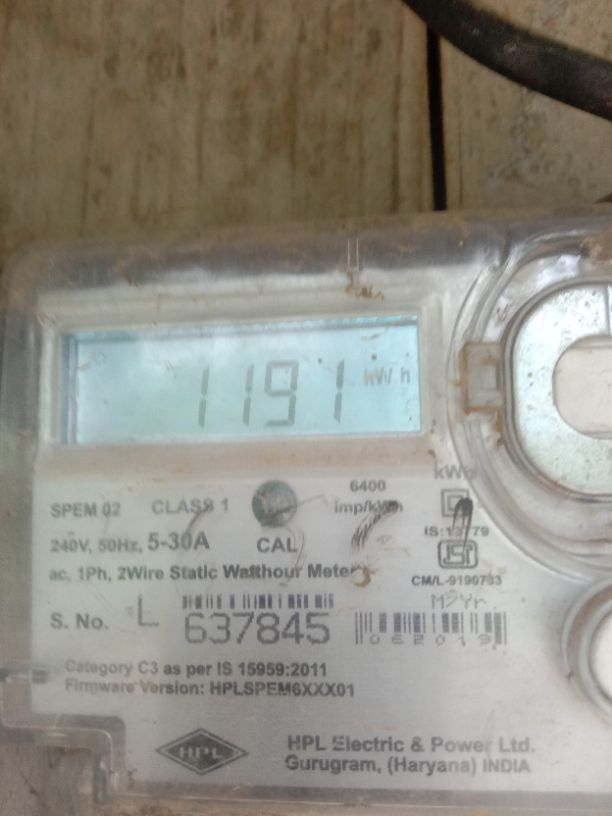 1191 kWh
SPEM 02 CLASS 1 6400
imp/kWh
kWh
240V, 50Hz, 5-30A CAL IS:13779
ac, 1Ph, 2Wire Static Watthour Meter
CM/L-9190733
M5Yr.
S. No. L 637845 062019
Category C3 as per IS 15959:2011
Firmware Version: HPLSPEM6XXX01
HPL
HPL Electric & Power Ltd.
Gurugram, (Haryana) INDIA